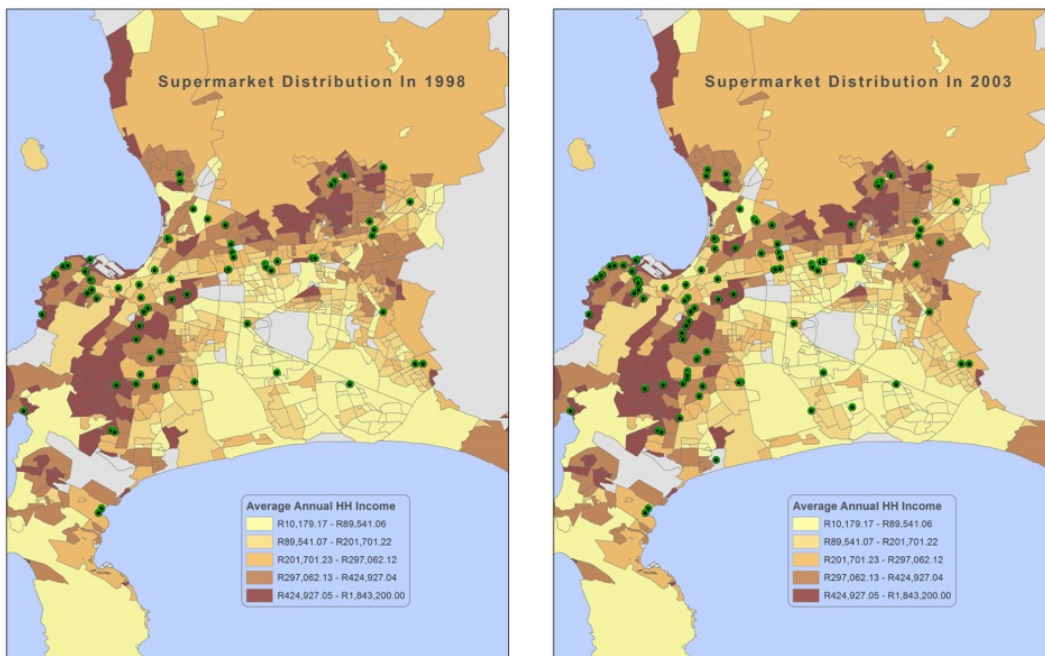 Supermarket Distribution In 1998
Average Annual HH Income
R10,179.17 - R89,541.06
R89,541.07 - R201,701.22
R201,701.23 - R297,062.12
R297,062.13 - R424,927.04
R424,927.05 - R1,843,200.00
Supermarket Distribution In 2003
Average Annual HH Income
R10,179.17 - R89,541.06
R89,541.07 - R201,701.22
R201,701.23 - R297,062.12
R297,062.13 - R424,927.04
R424,927.05 - R1,843,200.00